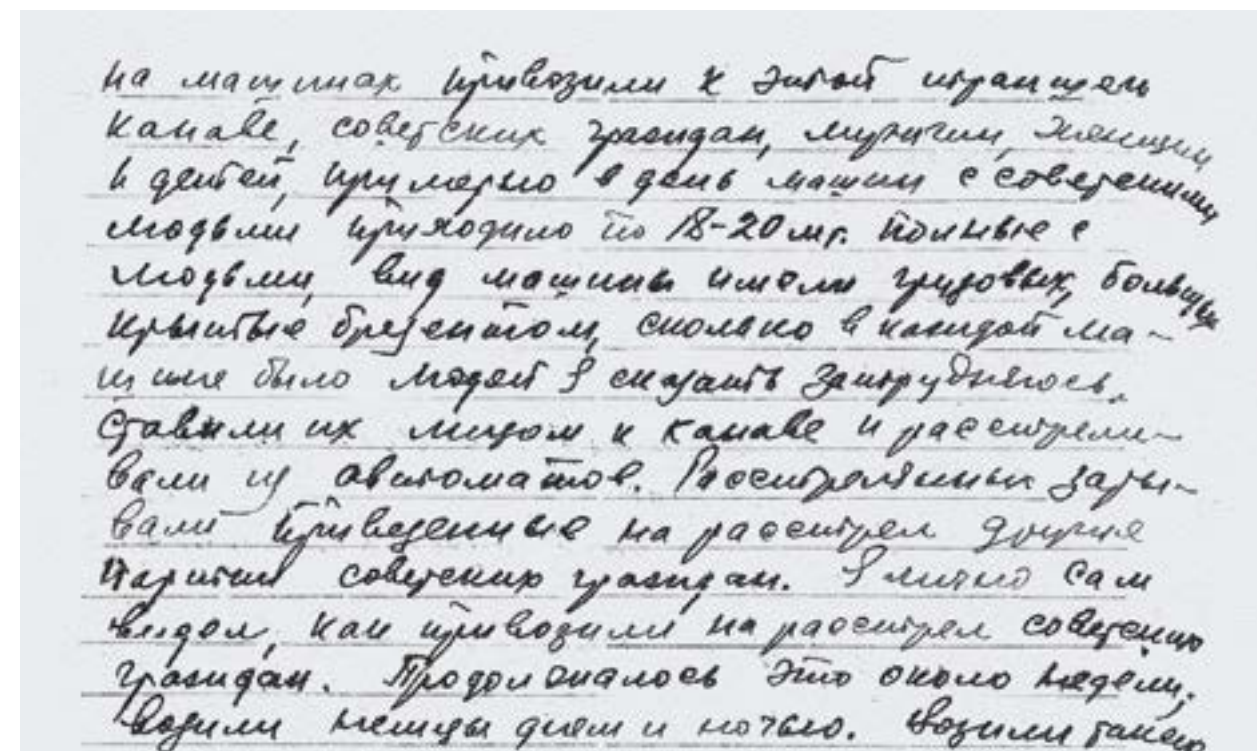 на машинах привозили к этой траншеи
канаве, советских граждан, мужчин, женщин
и детей, примерно в день машин с советскими
людьми приходило по 18-20 шт. полные с
людьми, вид машины имели грузовых, большие
крытые брезентом, сколько в каждой ма-
шине было людей я сказать затрудняюсь.
Ставили их лицом к канаве и расстрели-
вали из автоматов. Расстрелянных зары-
вали привезенные на расстрел другие
партии советских граждан. Я лично сам
видел, как привозили на расстрел советских
граждан. Продолжалось это около недели,
возили немцы днем и ночью. Возили также